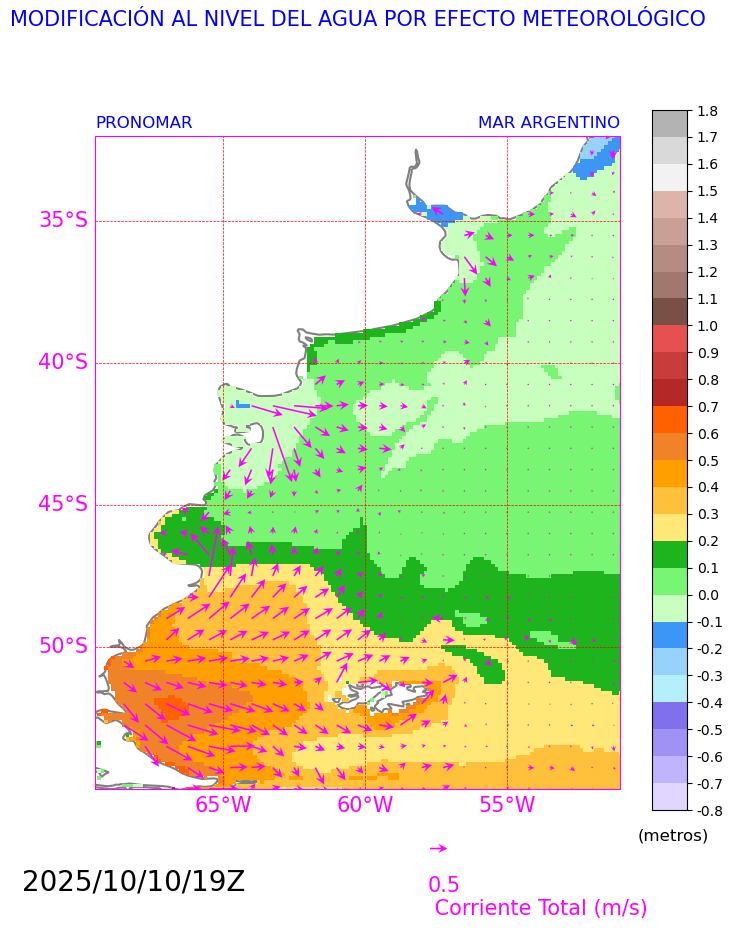 MODIFICACIÓN AL NIVEL DEL AGUA POR EFECTO METEOROLÓGICO
PRONOMAR
MAR ARGENTINO
1.8
1.7
1.6
1.5
1.4
1.3
1.2
1.1
1.0
0.9
0.8
0.7
0.6
0.5
0.4
0.3
0.2
0.1
0.0
-0.1
-0.2
-0.3
-0.4
-0.5
-0.6
-0.7
-0.8
(metros)
35°S
40°S
45°S
50°S
65°W
60°W
55°W
2025/10/10/19Z
0.5
Corriente Total (m/s)